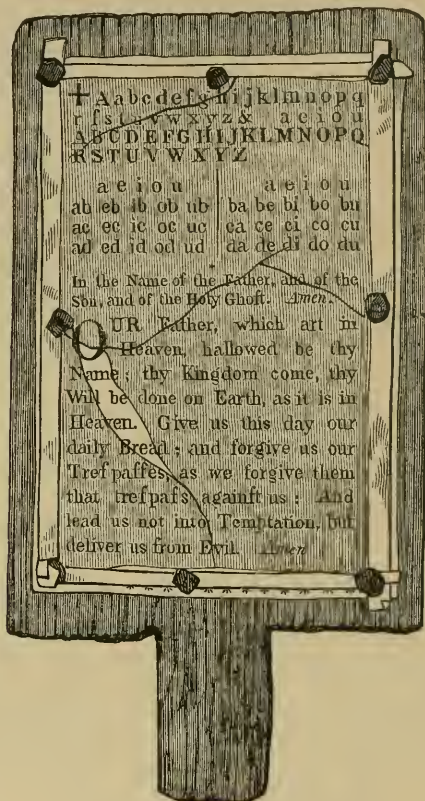 ✝ A a b c d e f g h i j k l m n o p q
r ſ s t u v w x y z & a e i o u
A B C D E F G H I J K L M N O P Q
R S T U V W X Y Z
a e i o u a e i o u
ab eb ib ob ub ba be bi bo bu
ac ec ic oc uc ca ce ci co cu
ad ed id od ud da de di do du
In the Name of the Father, and of the
Son, and of the Holy Ghoſt. Amen.
OUR Father, which art in
Heaven, hallowed be thy
Name; thy Kingdom come, thy
Will be done on Earth, as it is in
Heaven. Give us this day our
daily Bread; and forgive us our
Treſpaſſes, as we forgive them
that treſpaſs againſt us: And
lead us not into Temptation, but
deliver us from Evil. Amen